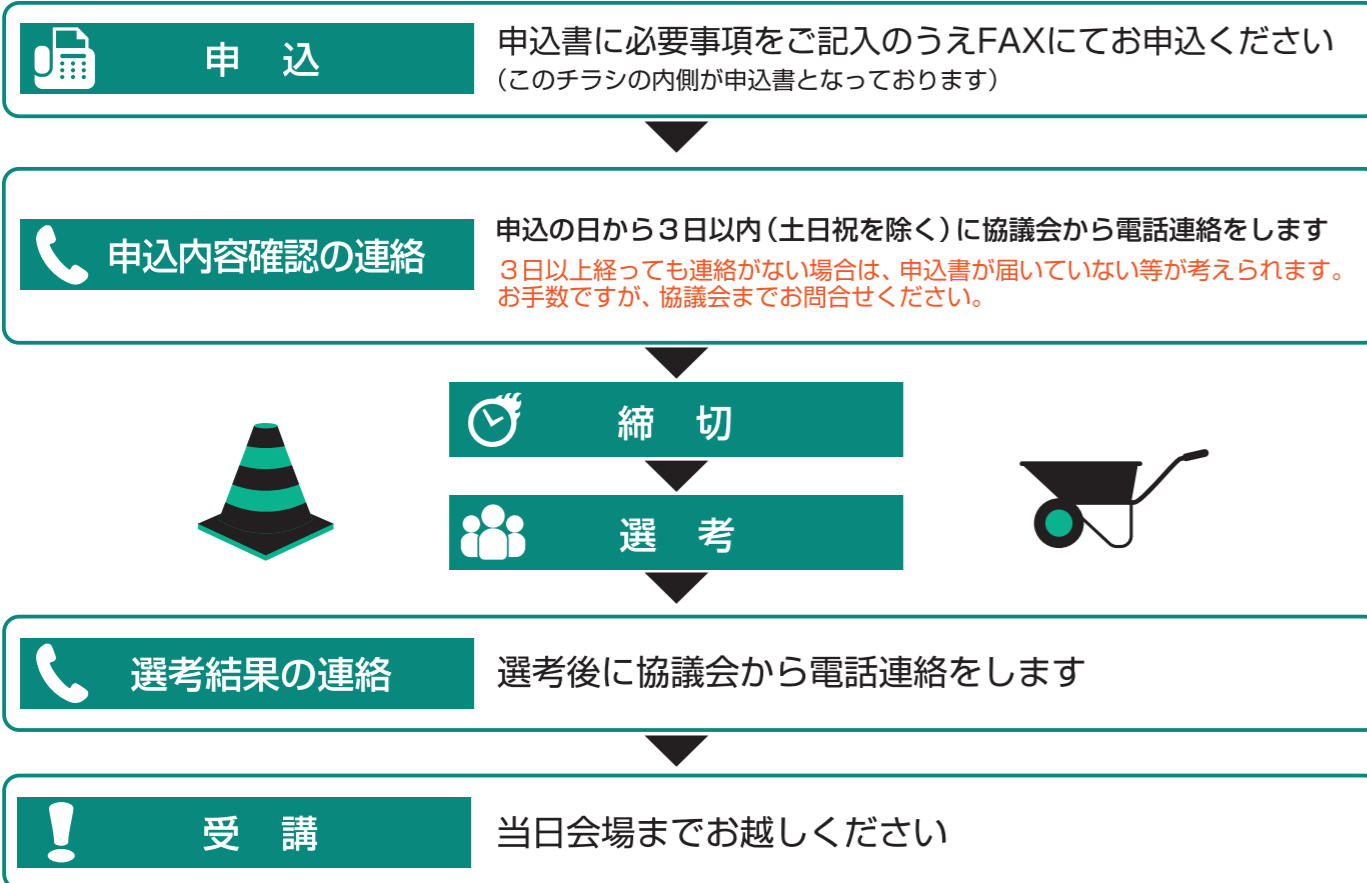 申込
申込書に必要事項をご記入のうえFAXにてお申込ください
(このチラシの内側が申込書となっております)
申込内容確認の連絡
申込の日から3日以内(土日祝を除く)に協議会から電話連絡をします
3日以上経っても連絡がない場合は、申込書が届いていない等が考えられます。
お手数ですが、協議会までお問合せください。
締切
選考
選考結果の連絡
選考後に協議会から電話連絡をします
受講
当日会場までお越しください